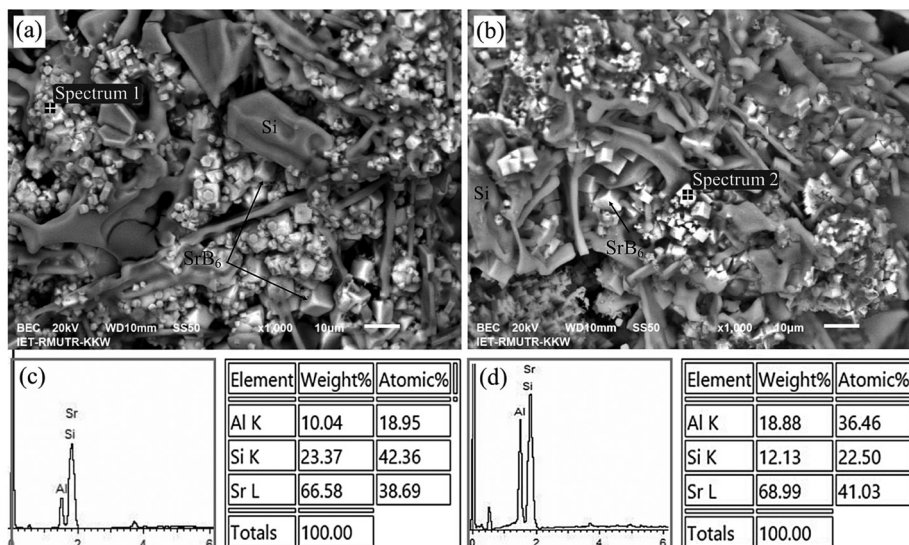 (a)
Spectrum 1
Si
SrB6
BEC 20kV WD10mm SS50 x1,000 10µm
IET-RMUTR-KKW
(b)
Spectrum 2
Si
SrB6
BEC 20kV WD10mm SS50 x1,000 10µm
IET-RMUTR-KKW
(c)
Sr
Si
Al
0 2 4 6
Element Weight% Atomic%
Al K 10.04 18.95
Si K 23.37 42.36
Sr L 66.58 38.69
Totals 100.00
(d)
Sr
Si
Al
0 2 4 6
Element Weight% Atomic%
Al K 18.88 36.46
Si K 12.13 22.50
Sr L 68.99 41.03
Totals 100.00